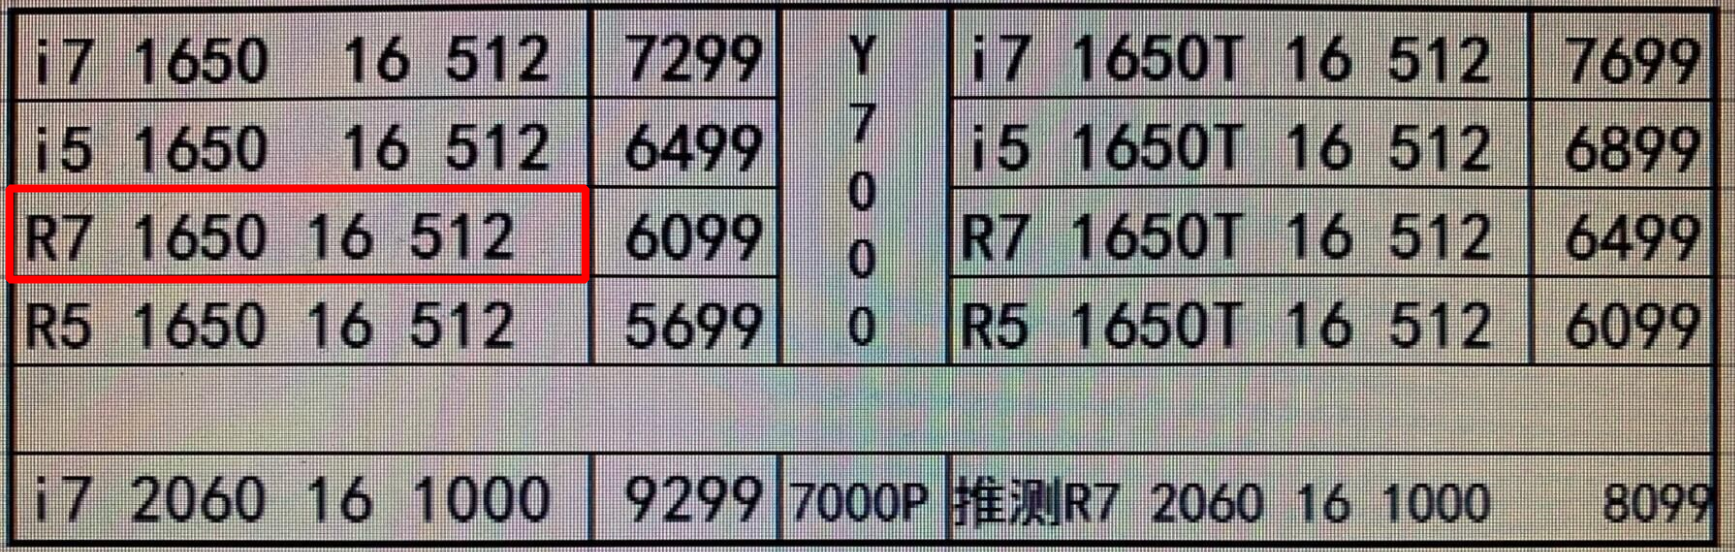 i7 1650 16 512 7299 Y7000 i7 1650T 16 512 7699
i5 1650 16 512 6499 i5 1650T 16 512 6899
R7 1650 16 512 6099 R7 1650T 16 512 6499
R5 1650 16 512 5699 R5 1650T 16 512 6099
i7 2060 16 1000 9299 7000P 推测R7 2060 16 1000 8099